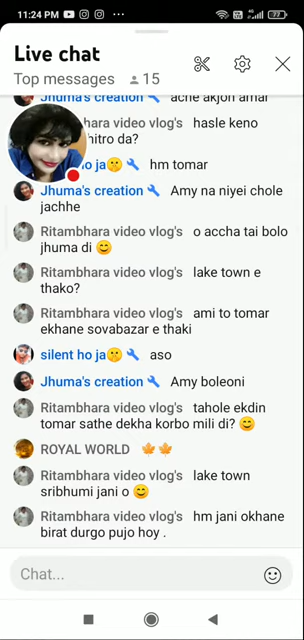 11:24 PM
77
Live chat
Top messages 15
Jhuma's creation ache akjon amar
video vlog's hasle keno
hitro da?
ho ja🤫 hm tomar
Jhuma's creation Amy na niyei chole
jachhe
Ritambhara video vlog's o accha tai bolo
jhuma di 😊
Ritambhara video vlog's lake town e
thako?
Ritambhara video vlog's ami to tomar
ekhane sovabazar e thaki
silent ho ja🤫 aso
Jhuma's creation Amy boleoni
Ritambhara video vlog's tahole ekdin
tomar sathe dekha korbo mili di? 😊
ROYAL WORLD 🍁🍁
Ritambhara video vlog's lake town
sribhumi jani o 😊
Ritambhara video vlog's hm jani okhane
birat durgo pujo hoy .
Chat...